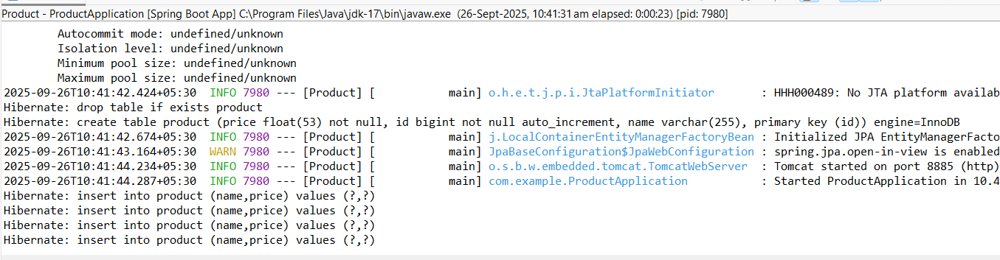 Product - ProductApplication [Spring Boot App] C:\Program Files\Java\jdk-17\bin\javaw.exe (26-Sept-2025, 10:41:31 am elapsed: 0:00:23) [pid: 7980]
Autocommit mode: undefined/unknown
Isolation level: undefined/unknown
Minimum pool size: undefined/unknown
Maximum pool size: undefined/unknown
2025-09-26T10:41:42.424+05:30  INFO 7980 --- [Product] [           main] o.h.e.t.j.p.i.JtaPlatformInitiator       : HHH000489: No JTA platform availab
Hibernate: drop table if exists product
Hibernate: create table product (price float(53) not null, id bigint not null auto_increment, name varchar(255), primary key (id)) engine=InnoDB
2025-09-26T10:41:42.674+05:30  INFO 7980 --- [Product] [           main] j.LocalContainerEntityManagerFactoryBean : Initialized JPA EntityManagerFacto
2025-09-26T10:41:43.164+05:30  WARN 7980 --- [Product] [           main] JpaBaseConfiguration$JpaWebConfiguration : spring.jpa.open-in-view is enabled
2025-09-26T10:41:44.234+05:30  INFO 7980 --- [Product] [           main] o.s.b.w.embedded.tomcat.TomcatWebServer  : Tomcat started on port 8885 (http)
2025-09-26T10:41:44.287+05:30  INFO 7980 --- [Product] [           main] com.example.ProductApplication           : Started ProductApplication in 10.4
Hibernate: insert into product (name,price) values (?,?)
Hibernate: insert into product (name,price) values (?,?)
Hibernate: insert into product (name,price) values (?,?)
Hibernate: insert into product (name,price) values (?,?)